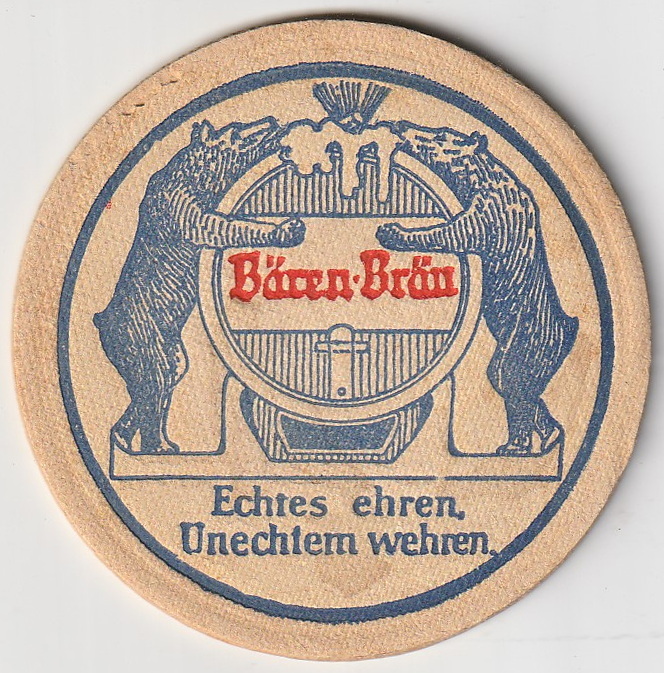 Bären-Bräu
Echtes ehren,
Unechtem wehren.